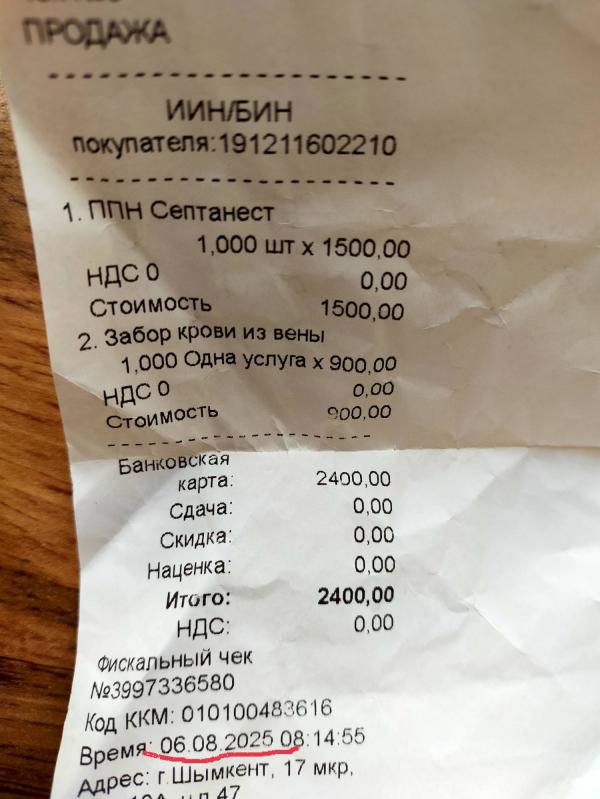 ПРОДАЖА
ИИН/БИН
покупателя:191211602210
1. ППН Септанест
1,000 шт x 1500,00
НДС 0 0,00
Стоимость 1500,00
2. Забор крови из вены
1,000 Одна услуга x 900,00
НДС 0 0,00
Стоимость 900,00
Банковская
карта: 2400,00
Сдача: 0,00
Скидка: 0,00
Наценка: 0,00
Итого: 2400,00
НДС: 0,00
Фискальный чек
№3997336580
Код ККМ: 010100483616
Время: 06.08.2025 08:14:55
Адрес: г.Шымкент, 17 мкр,